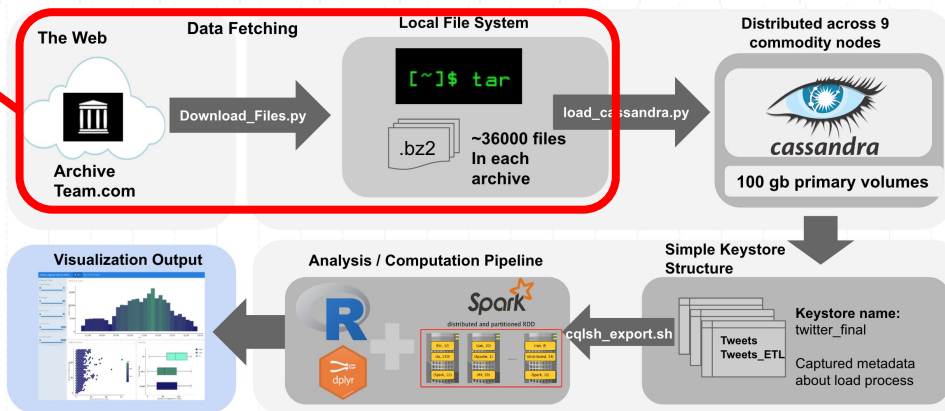 The Web
Data Fetching
Local File System
Distributed across 9
commodity nodes
[~]$ tar
Download_Files.py
load_cassandra.py
.bz2
~36000 files
In each
archive
Archive
Team.com
cassandra
100 gb primary volumes
Visualization Output
Analysis / Computation Pipeline
Simple Keystore
Structure
R
dplyr
Spark
distributed and partitioned RDD
cqlsh_export.sh
Tweets
Tweets_ETL
Keystore name:
twitter_final
Captured metadata
about load process